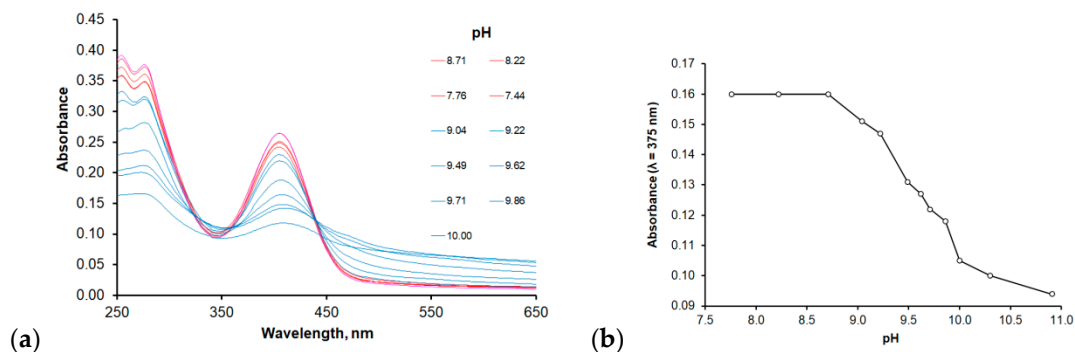 0.45
0.40
0.35
0.30
0.25
0.20
0.15
0.10
0.05
0.00
Absorbance
pH
8.71 8.22
7.76 7.44
9.04 9.22
9.49 9.62
9.71 9.86
10.00
250 350 450 550 650
Wavelength, nm
(a)
0.17
0.16
0.15
0.14
0.13
0.12
0.11
0.10
0.09
Absorbance (λ = 375 nm)
7.5 8.0 8.5 9.0 9.5 10.0 10.5 11.0
pH
(b)